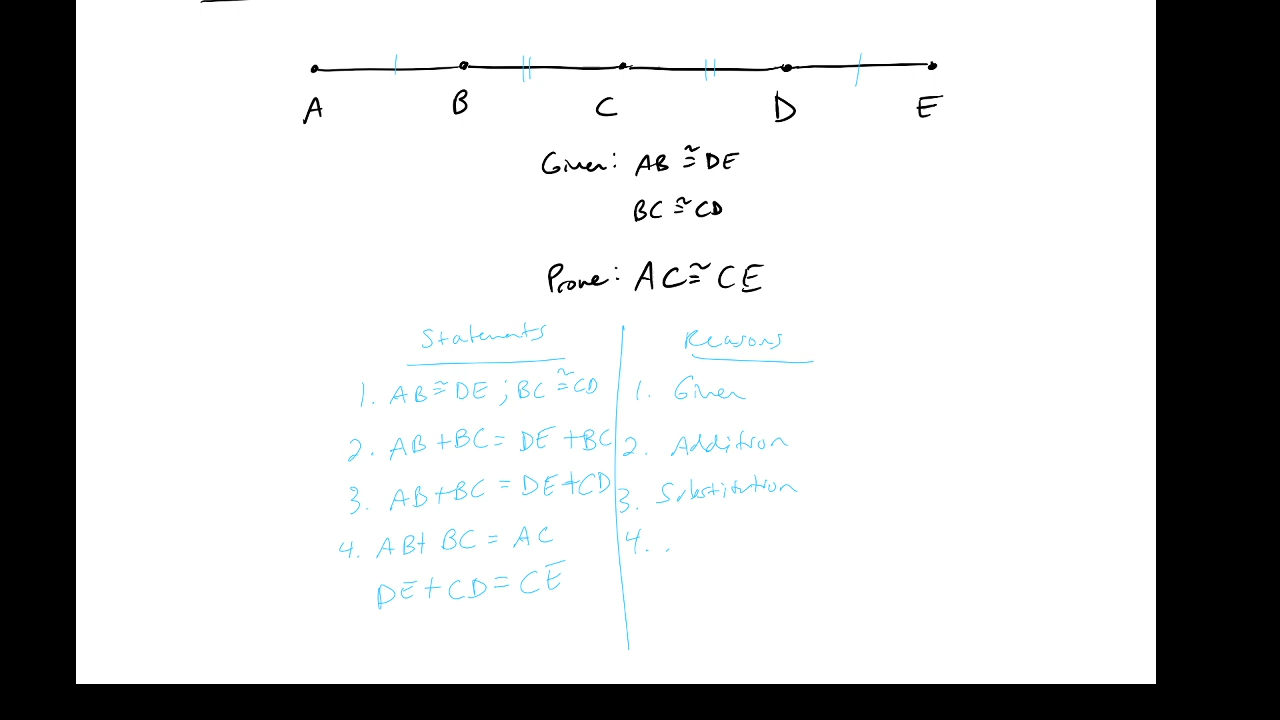 A B C D E
Given: AB ≅ DE
BC ≅ CD
Prove: AC ≅ CE
Statements Reasons
1. AB ≅ DE ; BC ≅ CD 1. Given
2. AB + BC = DE + BC 2. Addition
3. AB + BC = DE + CD 3. Substitution
4. AB + BC = AC 4. .
DE + CD = CE